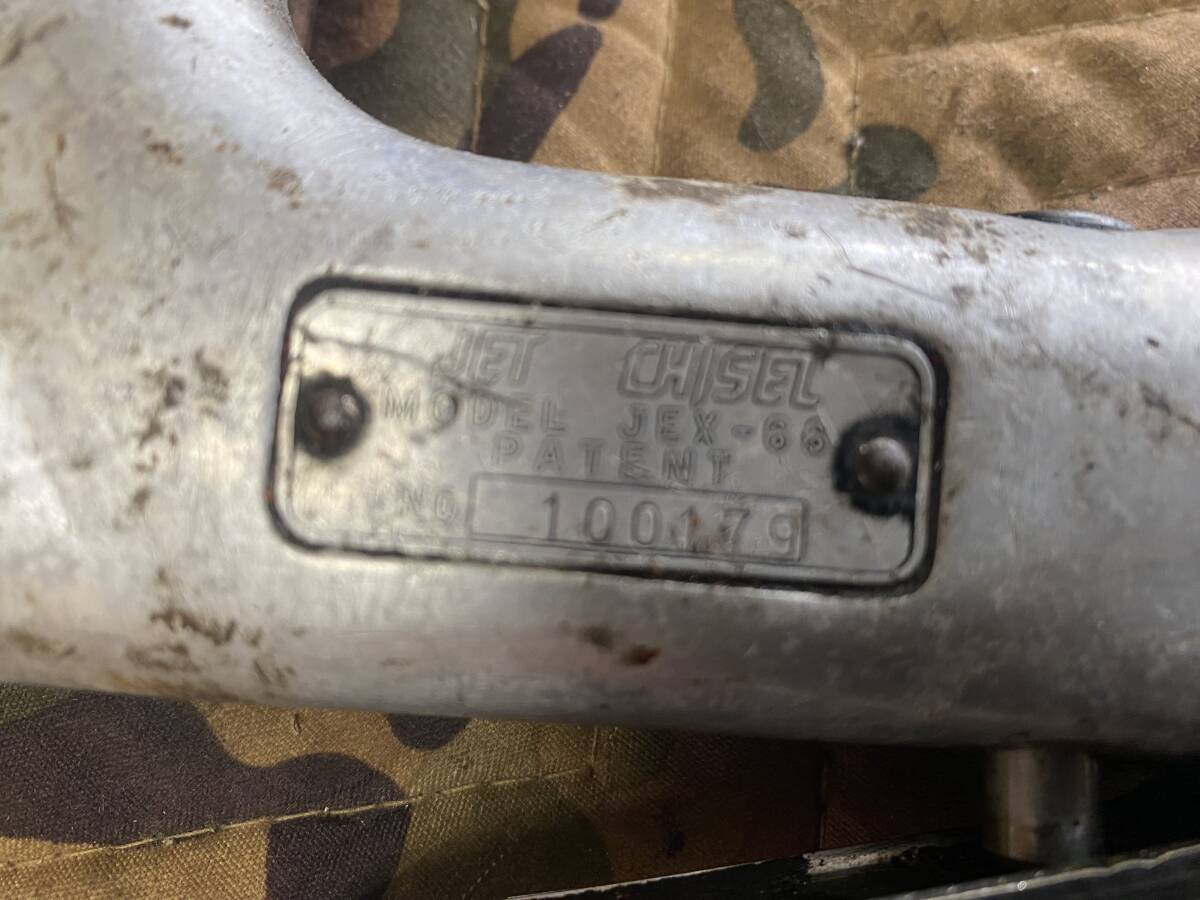 JET CHISEL
MODEL JEX-66
PATENT
NO 100179